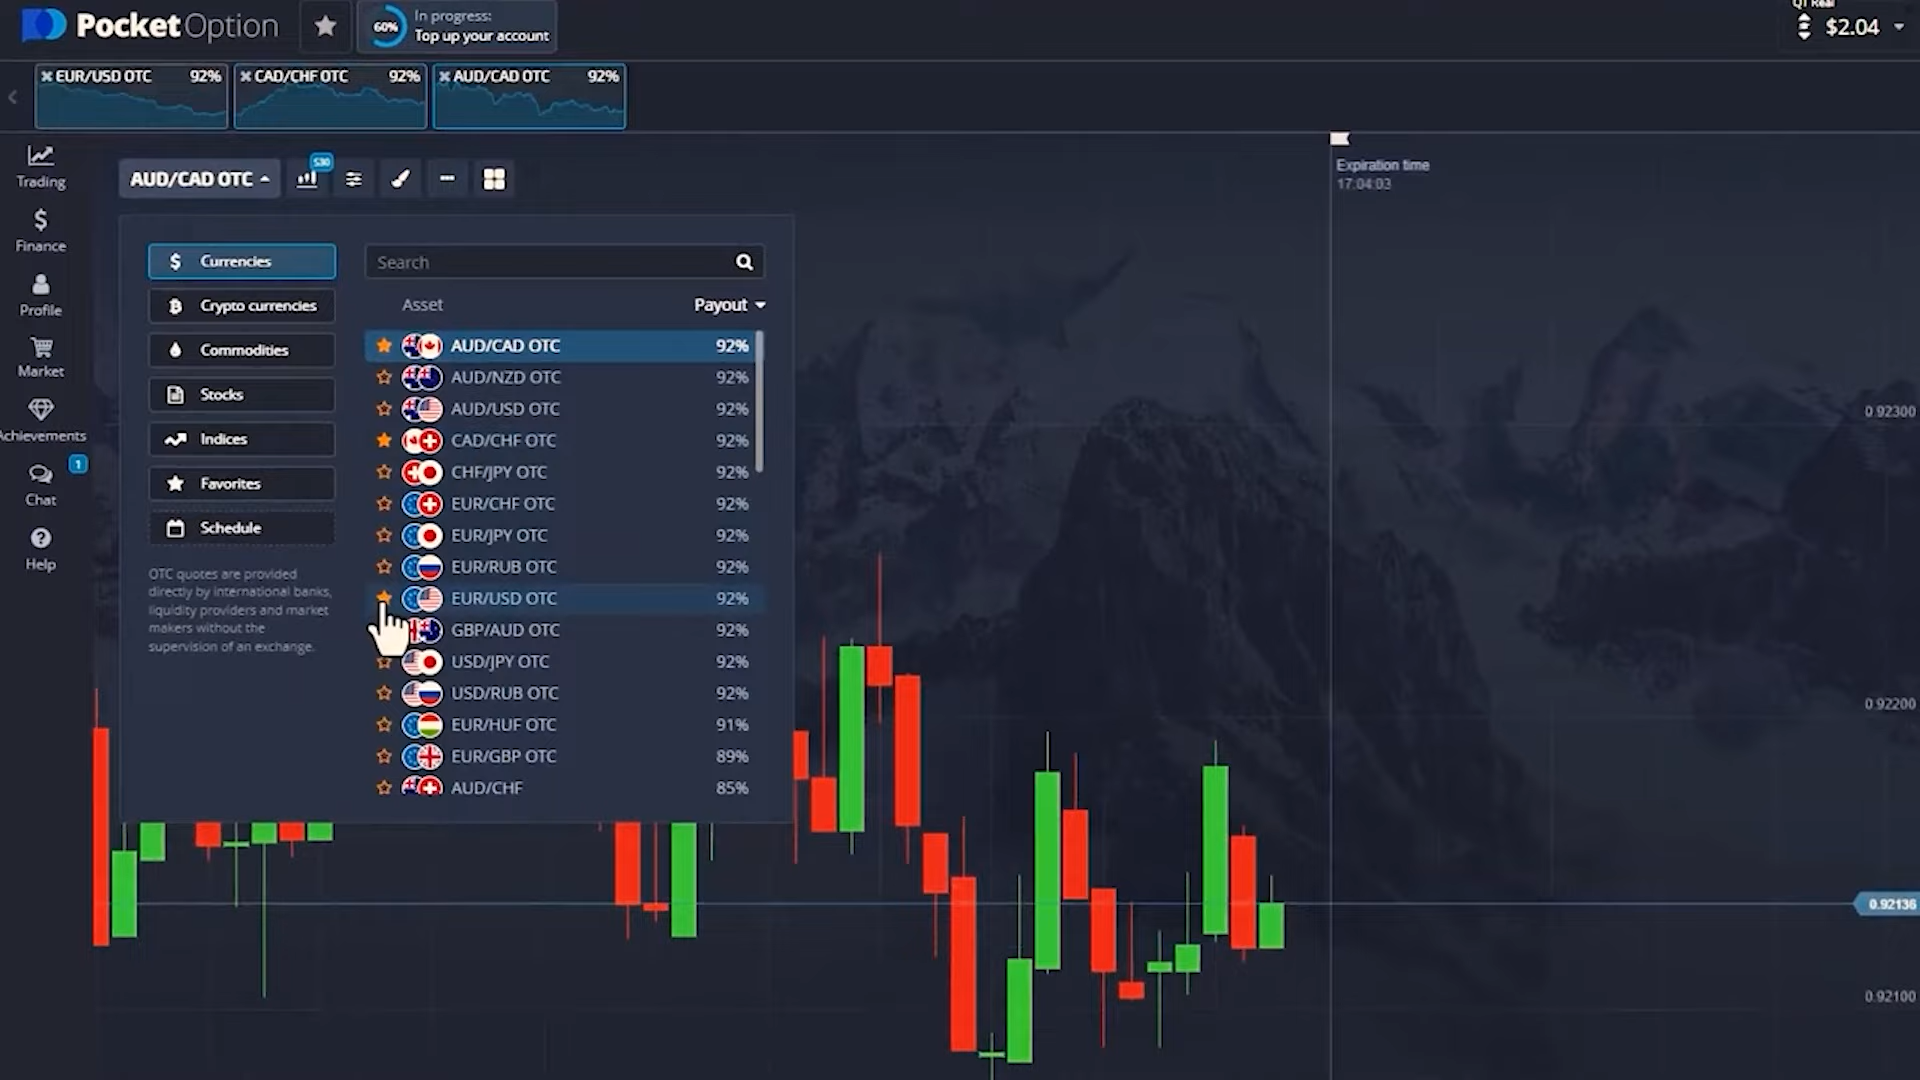 PocketOption
60%
In progress:
Top up your account
QT Real
$2.04
EUR/USD OTC 92%
CAD/CHF OTC 92%
AUD/CAD OTC 92%
Trading
Finance
Profile
Market
Achievements
1
Chat
Help
AUD/CAD OTC
S30
Expiration time
17:04:03
Currencies
Crypto currencies
Commodities
Stocks
Indices
Favorites
Schedule
OTC quotes are provided
directly by international banks,
liquidity providers and market
makers without the
supervision of an exchange.
Search
Asset Payout
AUD/CAD OTC 92%
AUD/NZD OTC 92%
AUD/USD OTC 92%
CAD/CHF OTC 92%
CHF/JPY OTC 92%
EUR/CHF OTC 92%
EUR/JPY OTC 92%
EUR/RUB OTC 92%
EUR/USD OTC 92%
GBP/AUD OTC 92%
USD/JPY OTC 92%
USD/RUB OTC 92%
EUR/HUF OTC 91%
EUR/GBP OTC 89%
AUD/CHF 85%
0.92300
0.92200
0.92136
0.92100